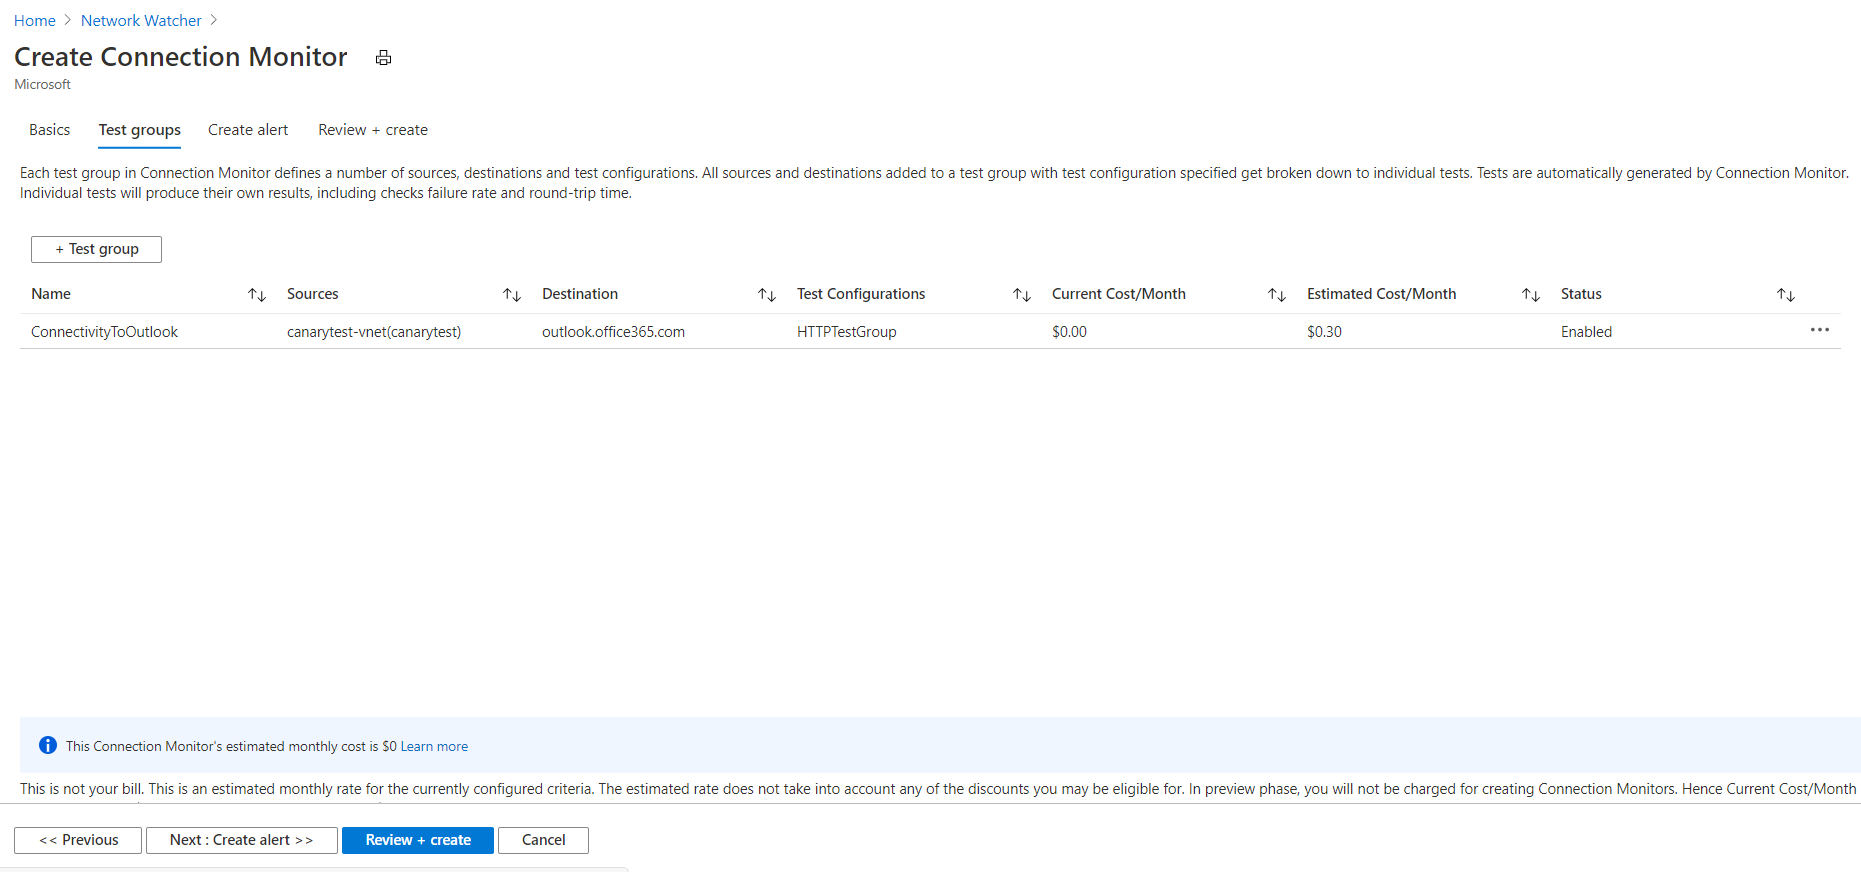 Home > Network Watcher >
Create Connection Monitor
Microsoft
Basics Test groups Create alert Review + create
Each test group in Connection Monitor defines a number of sources, destinations and test configurations. All sources and destinations added to a test group with test configuration specified get broken down to individual tests. Tests are automatically generated by Connection Monitor.
Individual tests will produce their own results, including checks failure rate and round-trip time.
+ Test group
Name ↑↓ Sources ↑↓ Destination ↑↓ Test Configurations ↑↓ Current Cost/Month ↑↓ Estimated Cost/Month ↑↓ Status ↑↓
ConnectivityToOutlook canarytest-vnet(canarytest) outlook.office365.com HTTPTestGroup $0.00 $0.30 Enabled ...
This Connection Monitor's estimated monthly cost is $0 Learn more
This is not your bill. This is an estimated monthly rate for the currently configured criteria. The estimated rate does not take into account any of the discounts you may be eligible for. In preview phase, you will not be charged for creating Connection Monitors. Hence Current Cost/Month
<< Previous Next : Create alert >> Review + create Cancel